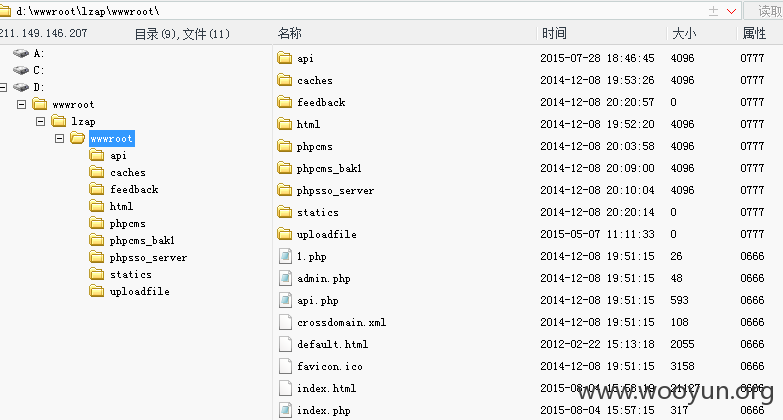 d:\wwwroot\lzap\wwwroot\ 读取
211.149.146.207 目录(9),文件(11) 名称 时间 大小 属性
A:
C:
D:
wwwroot
lzap
wwwroot
api
caches
feedback
html
phpcms
phpcms_bak1
phpsso_server
statics
uploadfile
api 2015-07-28 18:46:45 4096 0777
caches 2014-12-08 19:53:26 4096 0777
feedback 2014-12-08 20:20:57 0 0777
html 2014-12-08 19:52:20 4096 0777
phpcms 2014-12-08 20:03:58 4096 0777
phpcms_bak1 2014-12-08 20:09:00 4096 0777
phpsso_server 2014-12-08 20:10:04 4096 0777
statics 2014-12-08 20:20:14 0 0777
uploadfile 2015-05-07 11:11:33 0 0777
1.php 2014-12-08 19:51:15 26 0666
admin.php 2014-12-08 19:51:15 48 0666
api.php 2014-12-08 19:51:15 593 0666
crossdomain.xml 2014-12-08 19:51:15 108 0666
default.html 2012-02-22 15:13:18 2055 0666
favicon.ico 2014-12-08 19:51:15 3158 0666
index.html 2015-08-04 15:58:19 21127 0666
index.php 2015-08-04 15:57:15 317 0666
www.wooyun.org